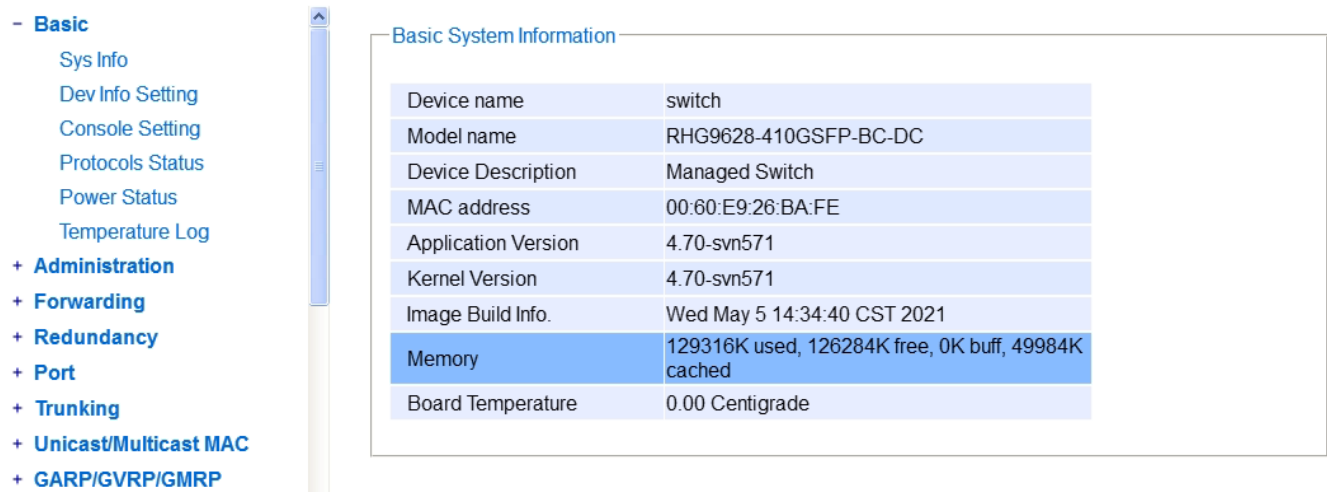 − Basic
Sys Info
Dev Info Setting
Console Setting
Protocols Status
Power Status
Temperature Log
+ Administration
+ Forwarding
+ Redundancy
+ Port
+ Trunking
+ Unicast/Multicast MAC
+ GARP/GVRP/GMRP
Basic System Information
Device name switch
Model name RHG9628-410GSFP-BC-DC
Device Description Managed Switch
MAC address 00:60:E9:26:BA:FE
Application Version 4.70-svn571
Kernel Version 4.70-svn571
Image Build Info. Wed May 5 14:34:40 CST 2021
Memory 129316K used, 126284K free, 0K buff, 49984K
cached
Board Temperature 0.00 Centigrade